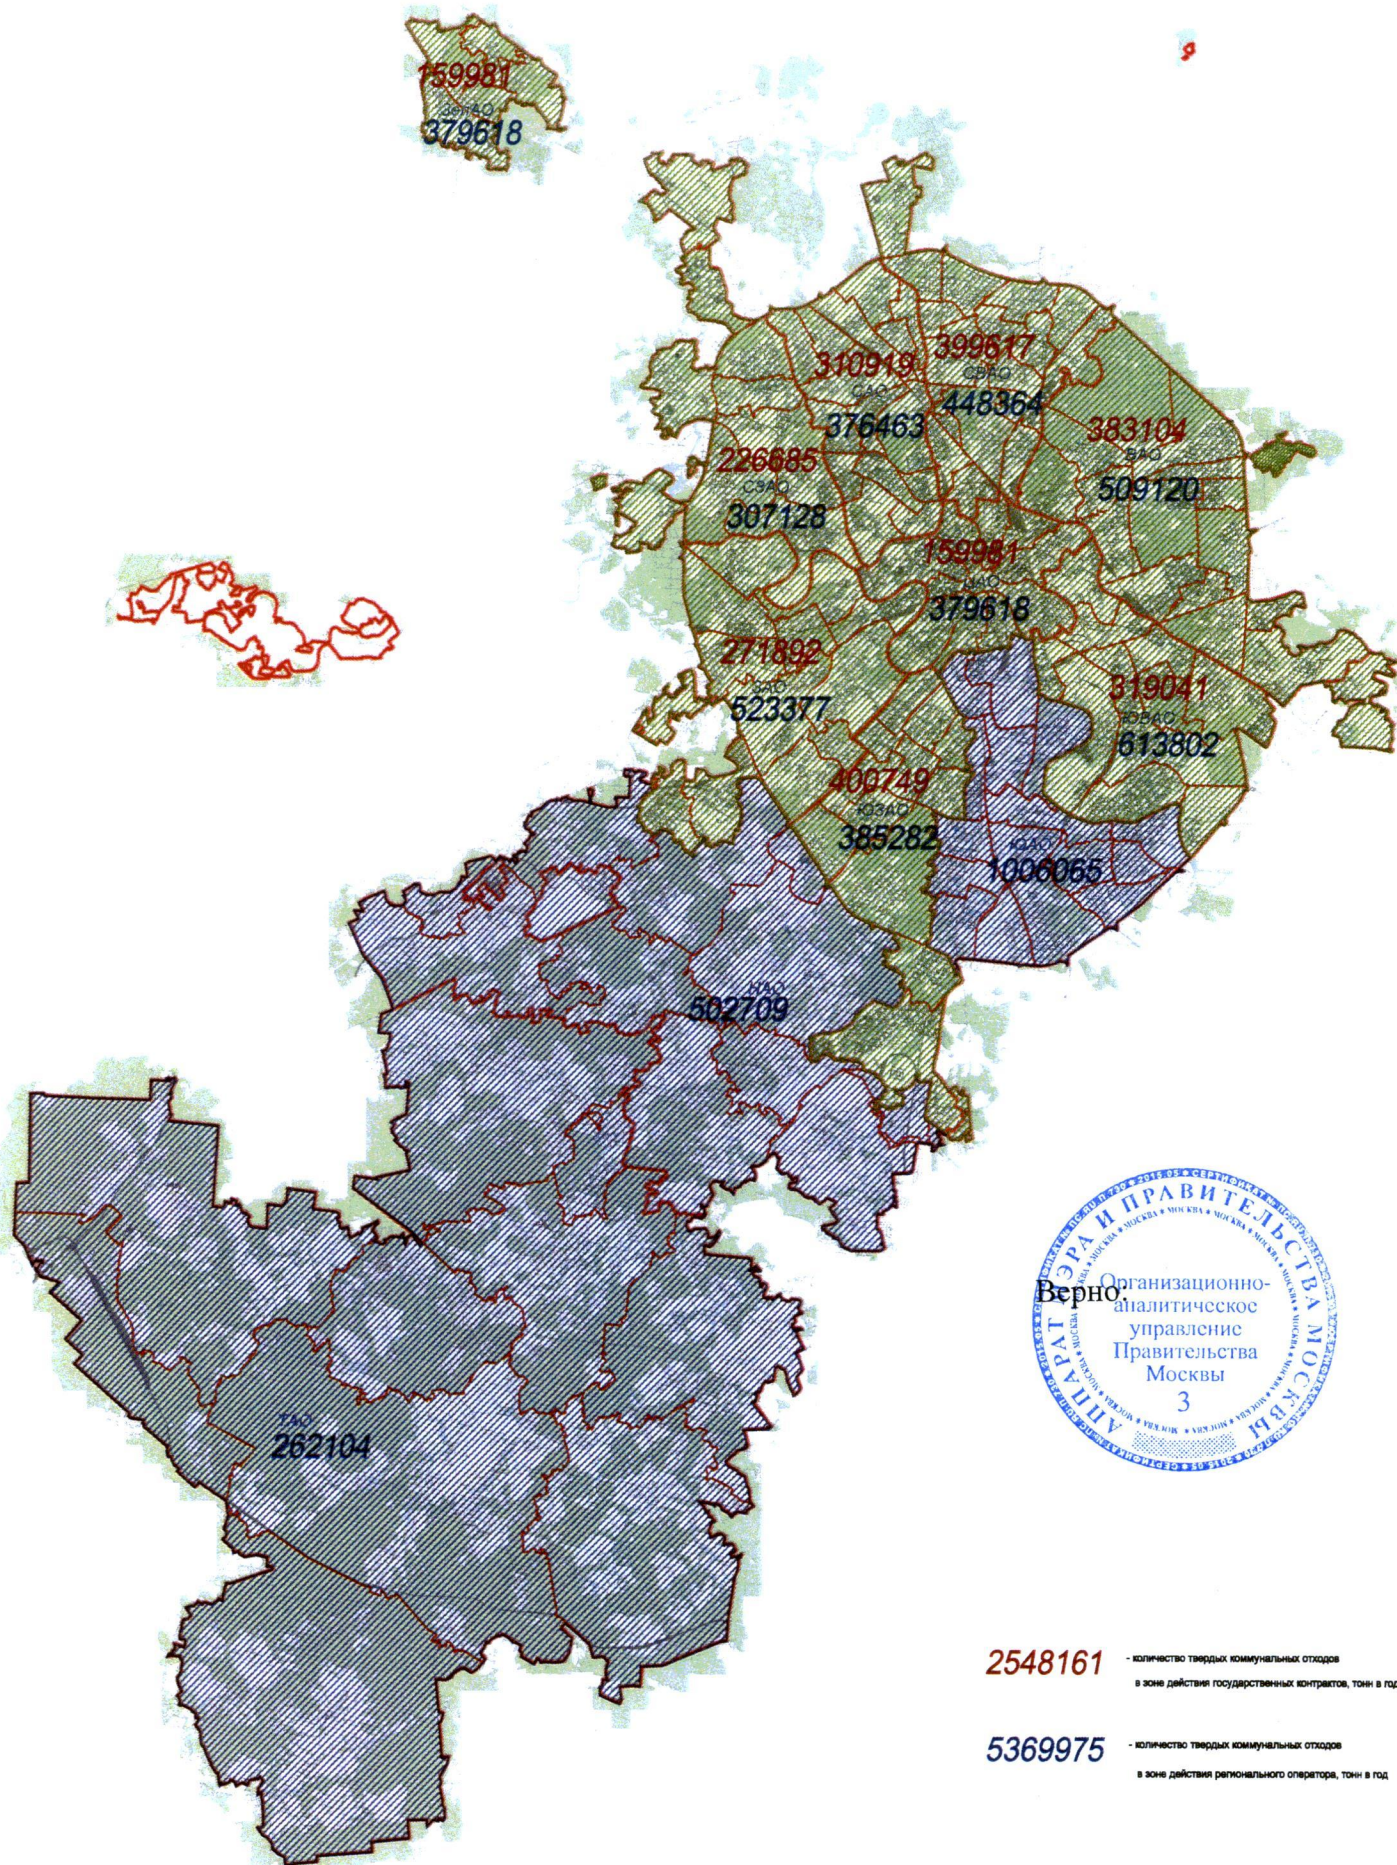 159981
ЗелАО
379618
310919
САО
376463
399617
СВАО
448364
383104
ВАО
509120
226685
СЗАО
307128
159981
ЦАО
379618
271892
ЗАО
523377
319041
ЮВАО
613802
400749
ЮЗАО
385282
ЮАО
1006065
НАО
502709
ТАО
262104
Верно:
АППАРАТ МЭРА И ПРАВИТЕЛЬСТВА МОСКВЫ
Организационно-
аналитическое
управление
Правительства
Москвы
3
2548161
- количество твердых коммунальных отходов
в зоне действия государственных контрактов, тонн в год
5369975
- количество твердых коммунальных отходов
в зоне действия регионального оператора, тонн в год